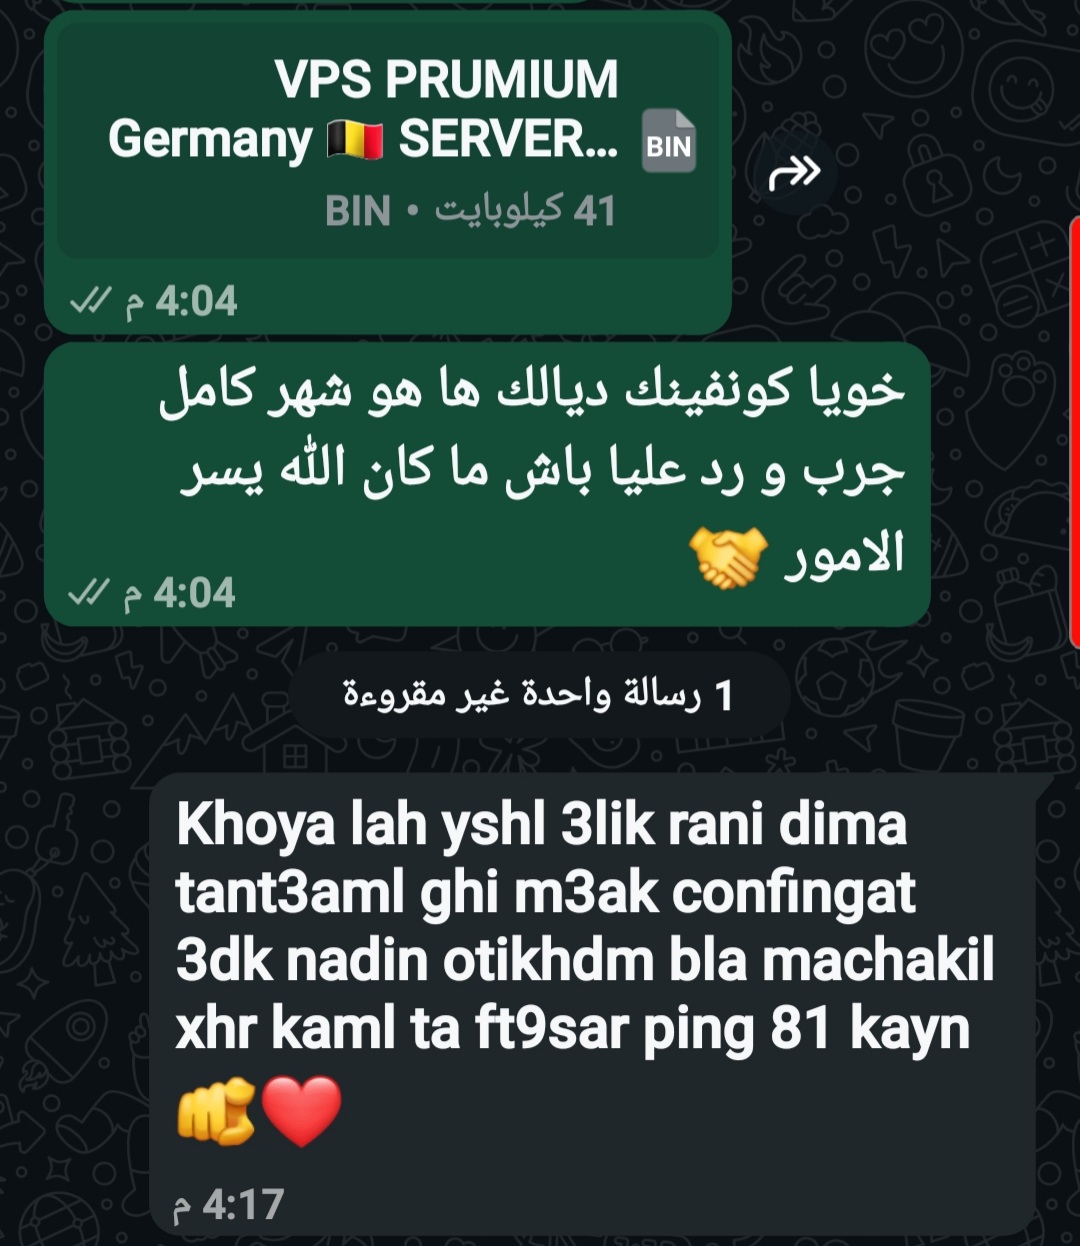 VPS PRUMIUM
Germany 🇧🇪 SERVER...
BIN
41 كيلوبايت • BIN
4:04 م
خويا كونفينك ديالك ها هو شهر كامل
جرب و رد عليا باش ما كان الله يسر
الامور 🤝
4:04 م
1 رسالة واحدة غير مقروءة
Khoya lah yshl 3lik rani dima
tant3aml ghi m3ak confingat
3dk nadin otikhdm bla machakil
xhr kaml ta ft9sar ping 81 kayn
🫵❤️
4:17 م